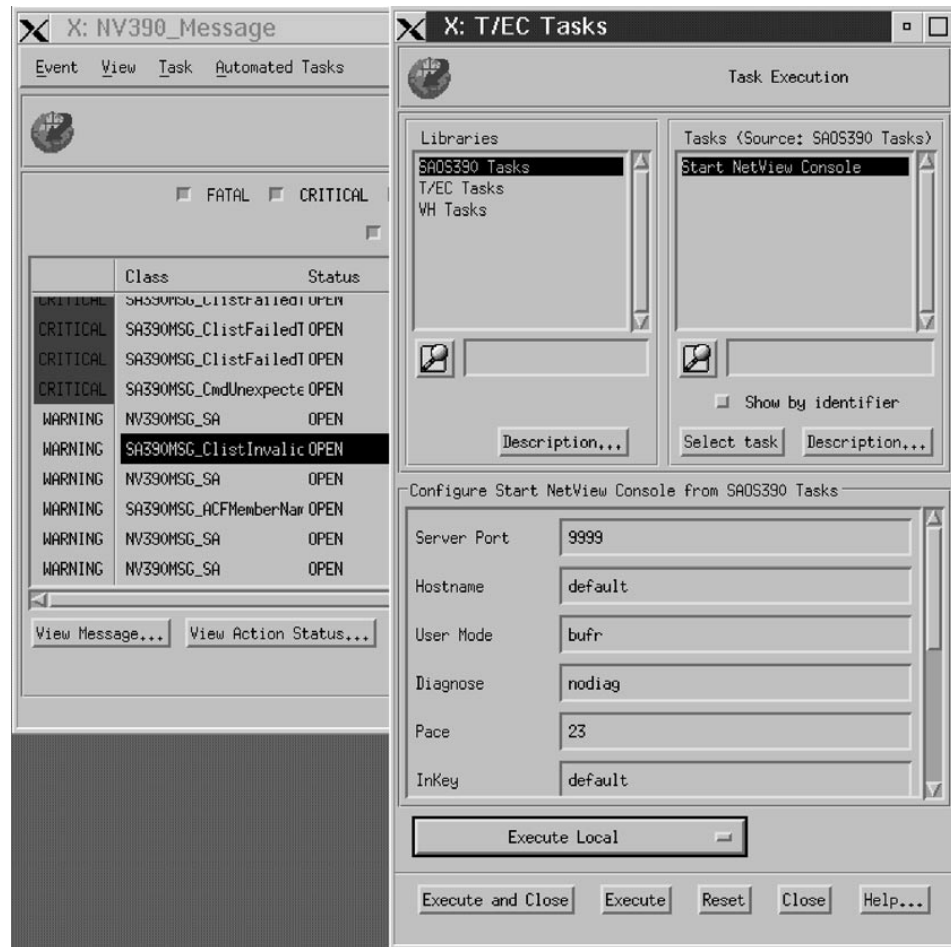 X: NV390_Message
Event View Task Automated Tasks
FATAL CRITICAL
Class Status
CRITICAL SA390MSG_ClistFailedT OPEN
CRITICAL SA390MSG_ClistFailedT OPEN
CRITICAL SA390MSG_ClistFailedT OPEN
CRITICAL SA390MSG_CmdUnexpecte OPEN
WARNING NV390MSG_SA OPEN
WARNING SA390MSG_ClistInvalic OPEN
WARNING NV390MSG_SA OPEN
WARNING SA390MSG_ACFMemberNam OPEN
WARNING NV390MSG_SA OPEN
WARNING NV390MSG_SA OPEN
View Message... View Action Status...
X: T/EC Tasks
Task Execution
Libraries
SAOS390 Tasks
T/EC Tasks
VH Tasks
Description...
Tasks (Source: SAOS390 Tasks)
Start NetView Console
Show by identifier
Select task Description...
Configure Start NetView Console from SAOS390 Tasks
Server Port 9999
Hostname default
User Mode bufr
Diagnose nodiag
Pace 23
InKey default
Execute Local
Execute and Close Execute Reset Close Help...